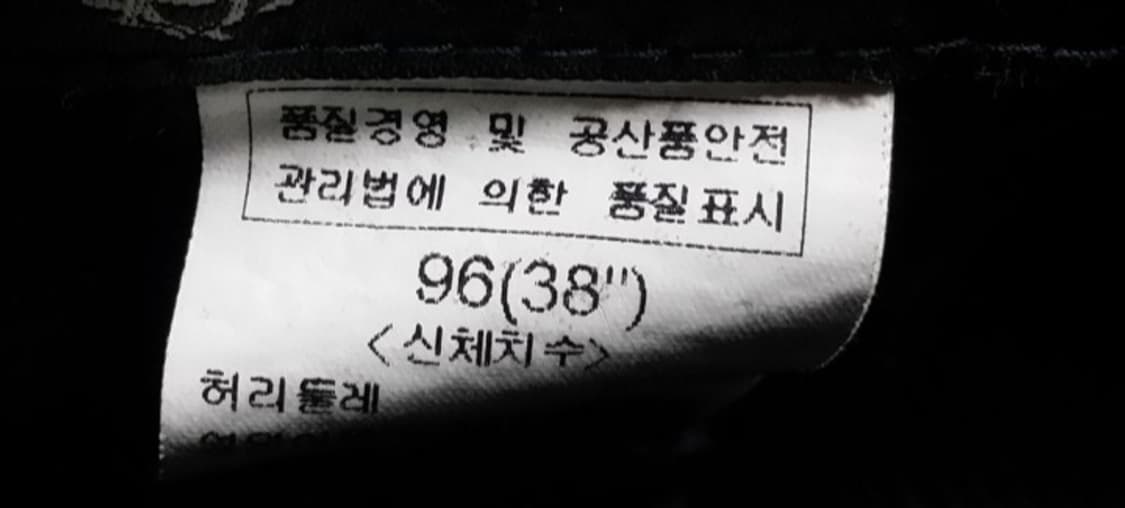 품질경영 및 공산품안전
관리법에 의한 품질표시
96(38")
<신체치수>
허리둘레